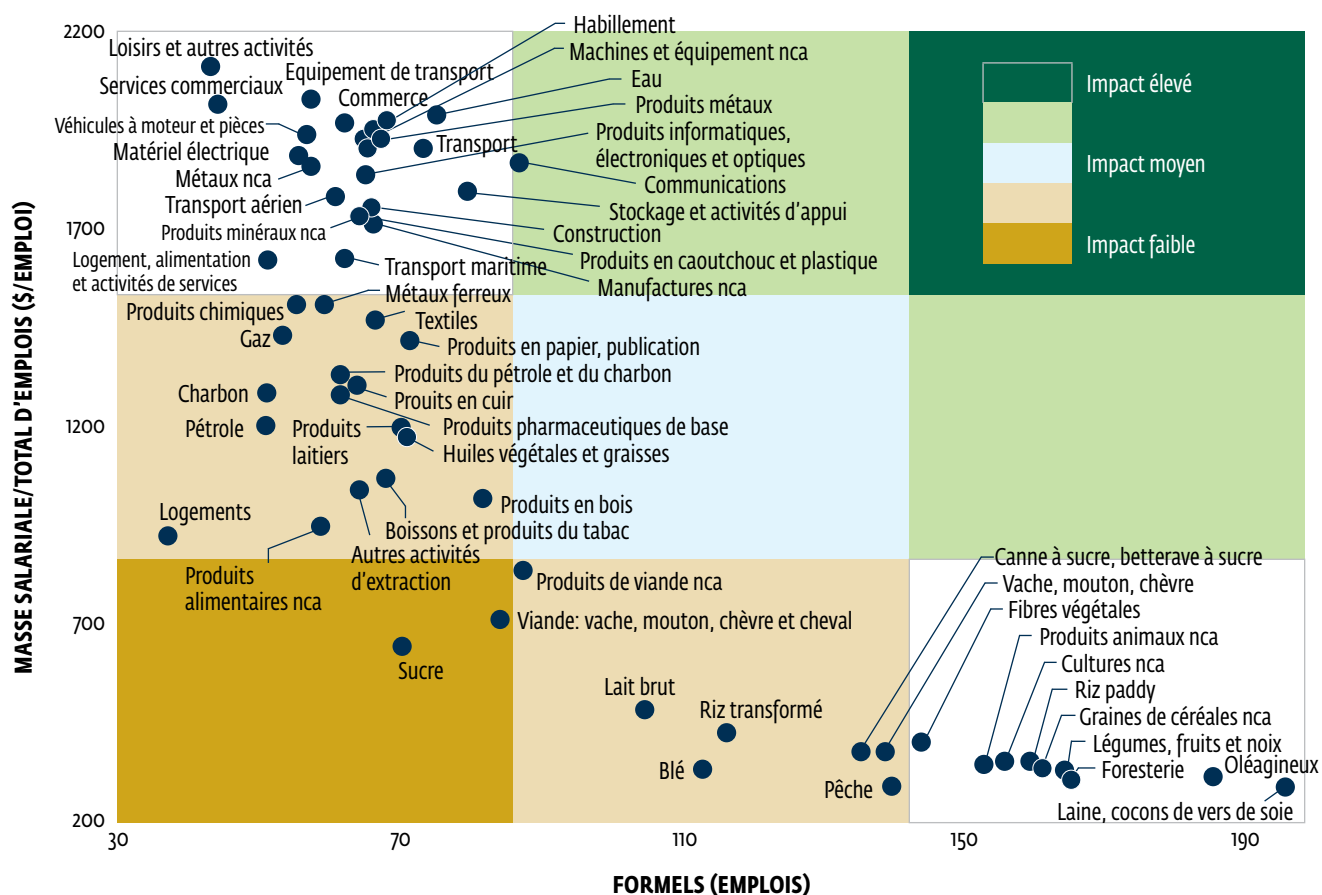 MASSE SALARIALE/TOTAL D'EMPLOIS ($/EMPLOI)
2200
1700
1200
700
200
30
70
110
150
190
FORMELS (EMPLOIS)
Impact élevé
Impact moyen
Impact faible
Loisirs et autres activités
Services commerciaux
Equipement de transport
Commerce
Véhicules à moteur et pièces
Matériel électrique
Métaux nca
Transport aérien
Produits minéraux nca
Logement, alimentation
et activités de services
Habillement
Machines et équipement nca
Eau
Produits métaux
Produits informatiques,
électroniques et optiques
Transport
Communications
Stockage et activités d'appui
Construction
Produits en caoutchouc et plastique
Manufactures nca
Transport maritime
Métaux ferreux
Produits chimiques
Textiles
Gaz
Produits en papier, publication
Produits du pétrole et du charbon
Charbon
Prouits en cuir
Pétrole
Produits
laitiers
Produits pharmaceutiques de base
Huiles végétales et graisses
Logements
Produits en bois
Boissons et produits du tabac
Autres activités
d'extraction
Produits
alimentaires nca
Produits de viande nca
Viande: vache, mouton, chèvre et cheval
Sucre
Canne à sucre, betterave à sucre
Vache, mouton, chèvre
Fibres végétales
Produits animaux nca
Cultures nca
Riz paddy
Graines de céréales nca
Légumes, fruits et noix
Foresterie
Oléagineux
Laine, cocons de vers de soie
Lait brut
Riz transformé
Blé
Pêche